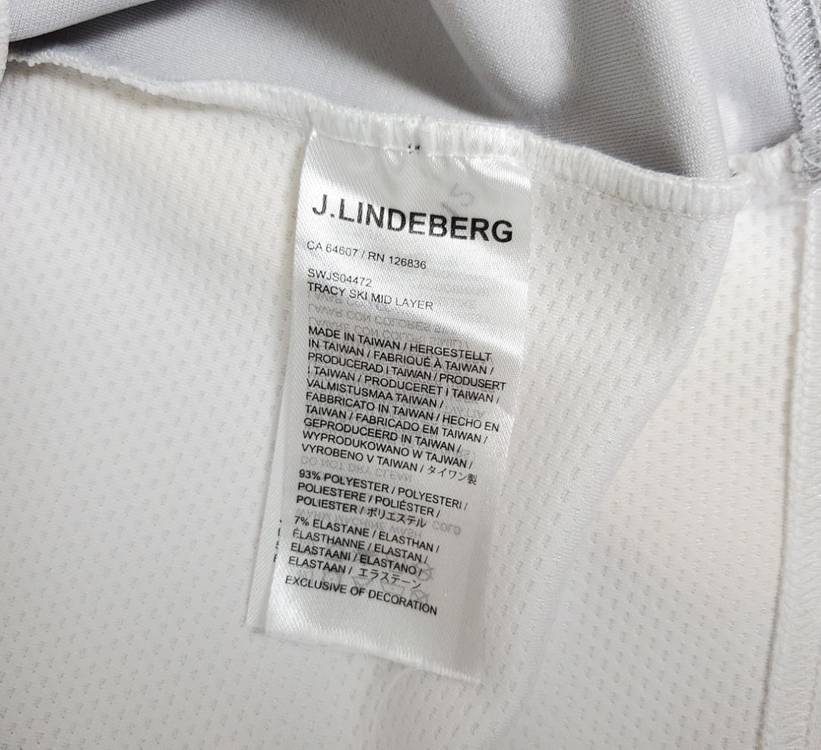 J.LINDEBERG
CA 64607 / RN 126836
SWJS04472
TRACY SKI MID LAYER
MADE IN TAIWAN / HERGESTELLT
IN TAIWAN / FABRIQUÉ À TAIWAN /
PRODUCERAD I TAIWAN / PRODUSERT
I TAIWAN / PRODUCERET I TAIWAN /
VALMISTUSMAA TAIWAN /
FABBRICATO IN TAIWAN / HECHO EN
TAIWAN / FABRICADO EM TAIWAN /
GEPRODUCEERD IN TAIWAN /
WYPRODUKOWANO W TAJWAN /
VYROBENO V TAIWAN / タイワン製
93% POLYESTER / POLYESTERI /
POLIESTERE / POLIÉSTER /
POLIESTER / ポリエステル
7% ELASTANE / ELASTHAN /
ÉLASTHANNE / ELASTAN /
ELASTAANI / ELASTANO /
ELASTAAN / エラステーン
EXCLUSIVE OF DECORATION